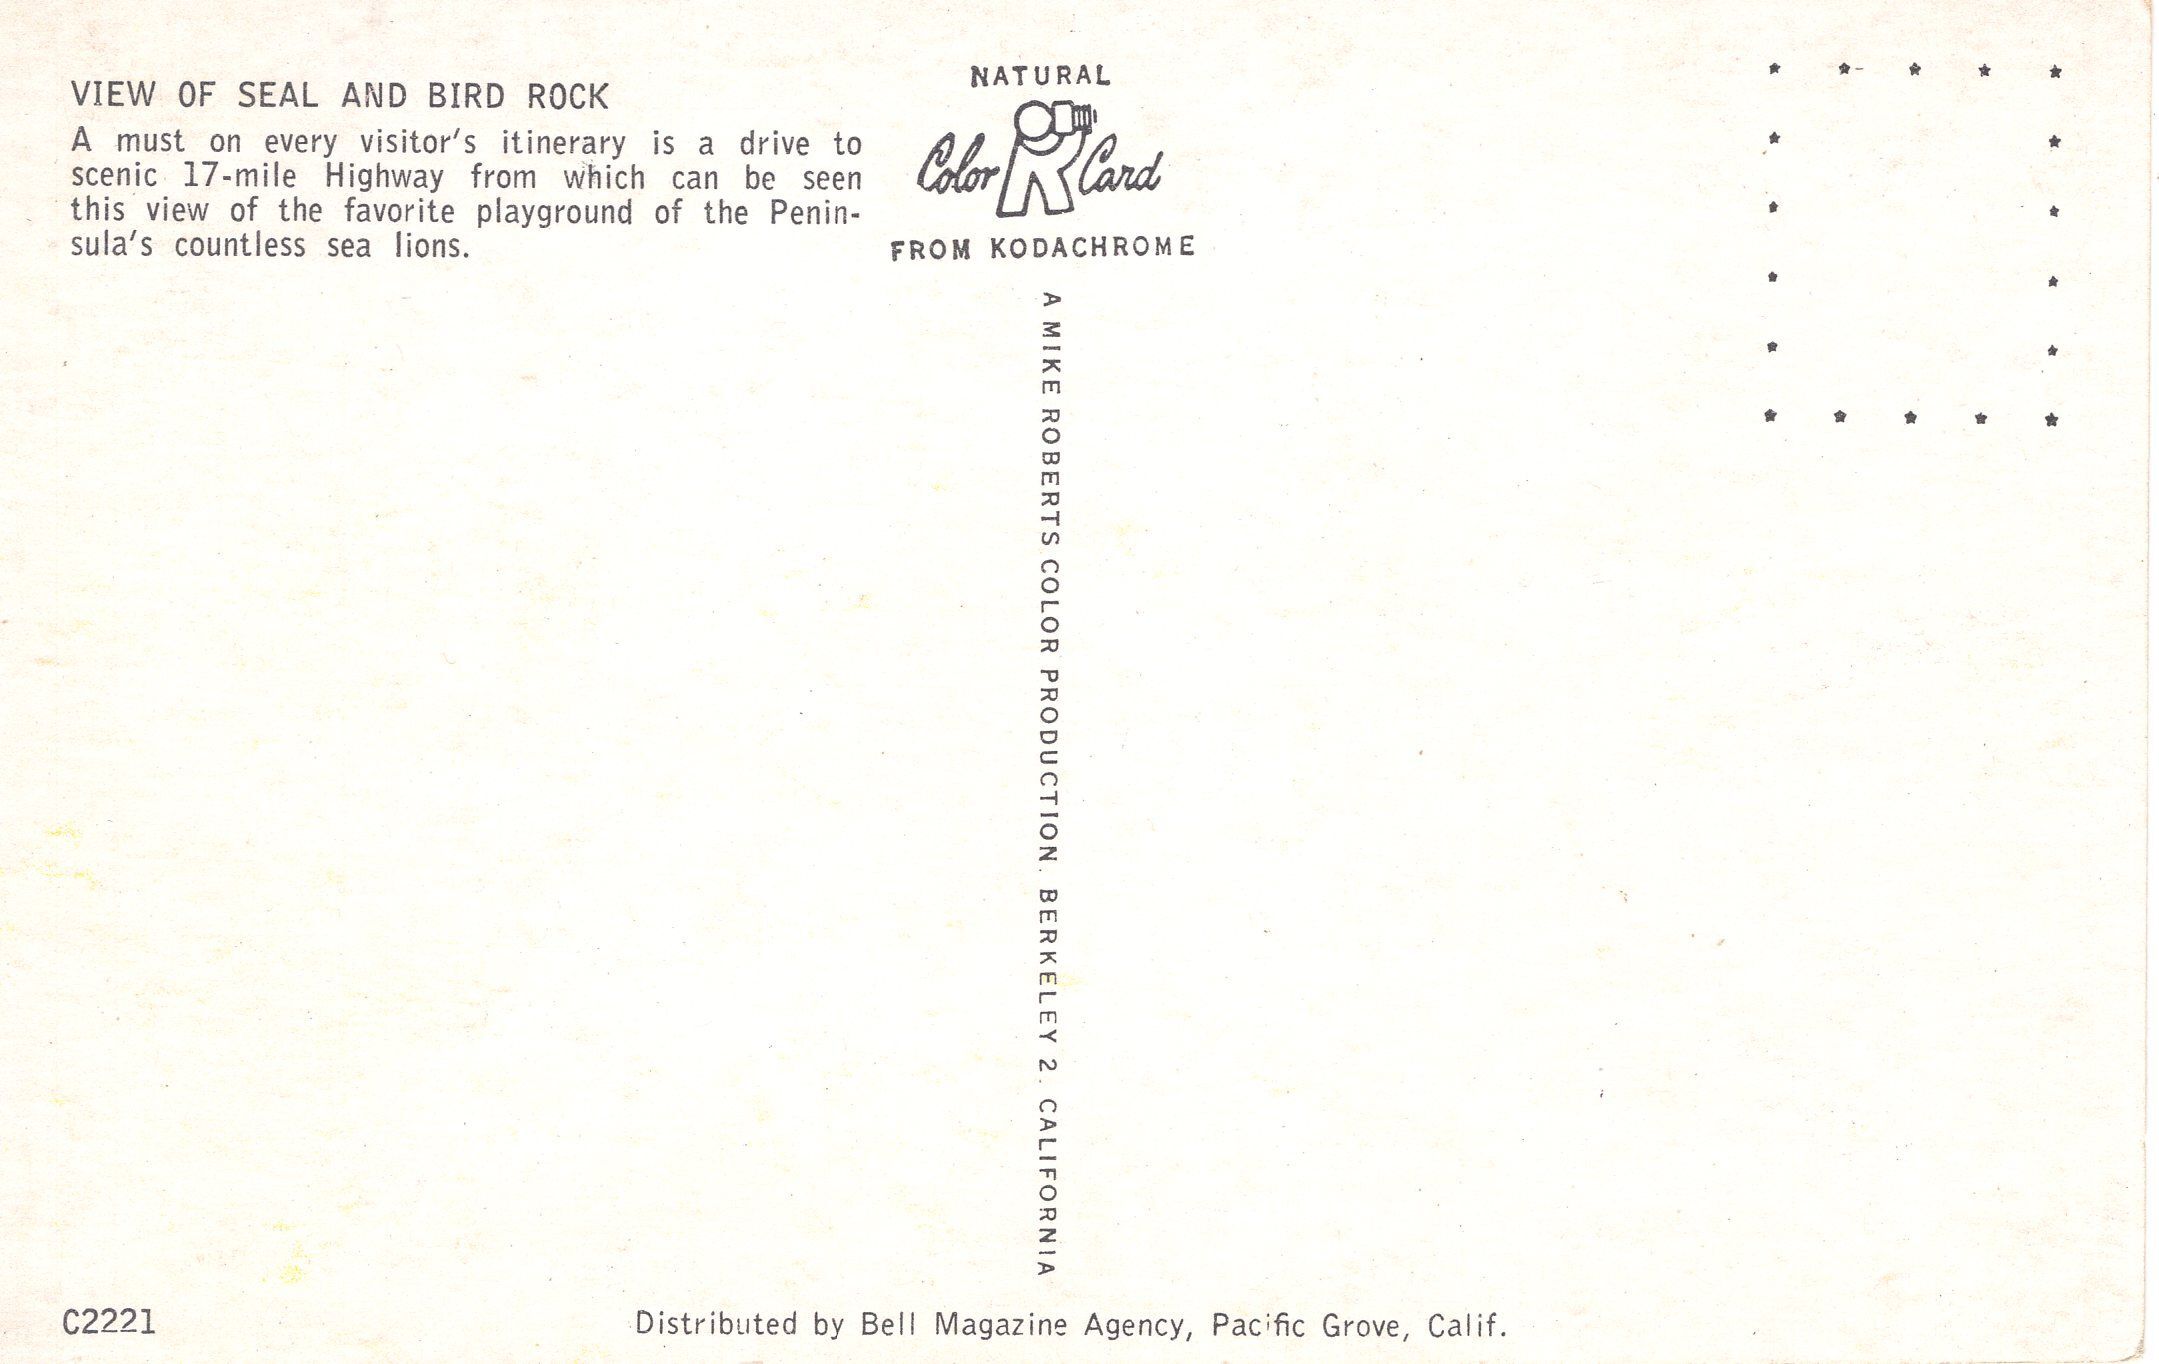 VIEW OF SEAL AND BIRD ROCK
A must on every visitor's itinerary is a drive to
scenic 17-mile Highway from which can be seen
this view of the favorite playground of the Penin-
sula's countless sea lions.
NATURAL
Color Card
FROM KODACHROME
A MIKE ROBERTS COLOR PRODUCTION. BERKELEY 2. CALIFORNIA
C2221
Distributed by Bell Magazine Agency, Pacific Grove, Calif.